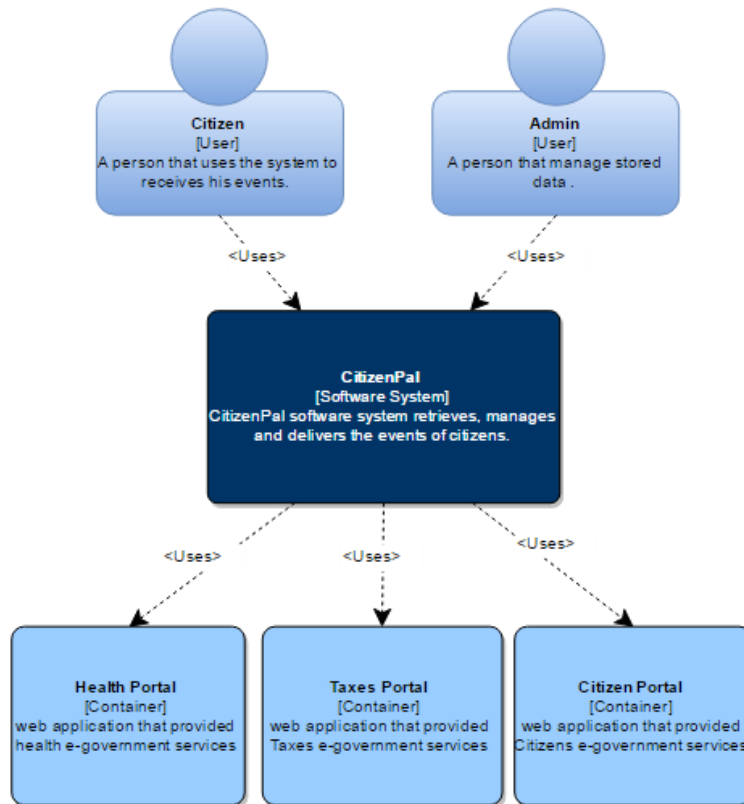 Citizen
[User]
A person that uses the system to
receives his events.
Admin
[User]
A person that manage stored
data .
<Uses>
<Uses>
CitizenPal
[Software System]
CitizenPal software system retrieves, manages
and delivers the events of citizens.
<Uses>
<Uses>
<Uses>
Health Portal
[Container]
web application that provided
health e-government services
Taxes Portal
[Container]
web application that provided
Taxes e-government services
Citizen Portal
[Container]
web application that provided
Citizens e-government services